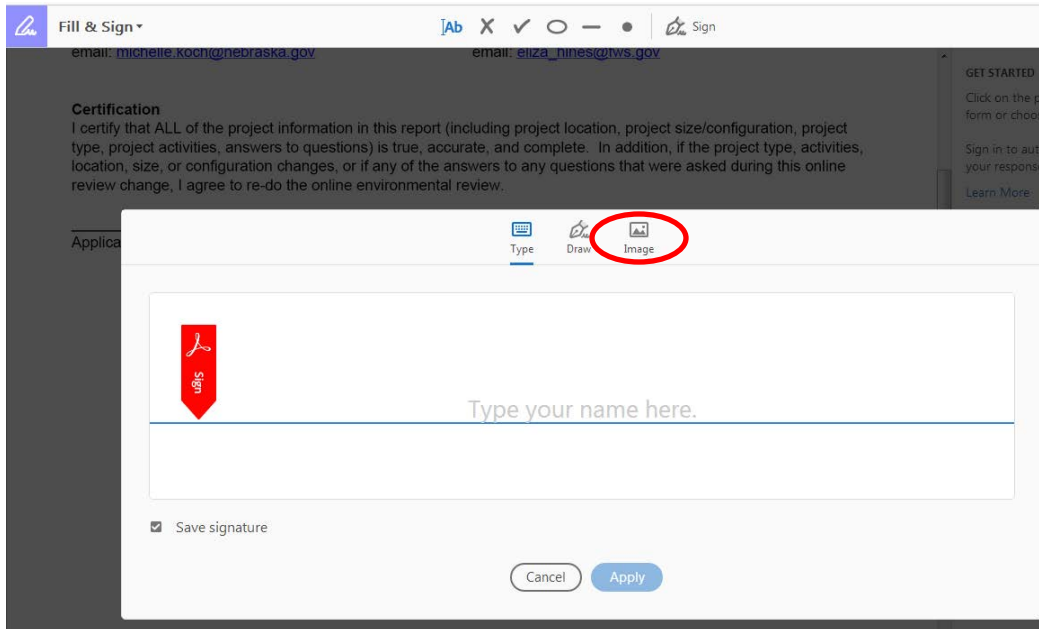 Fill & Sign
Ab
Sign
email: michelle.koch@nebraska.gov
email: eliza_hines@fws.gov
GET STARTED
Click on the p
form or choo
Sign in to aut
your response
Learn More
Certification
I certify that ALL of the project information in this report (including project location, project size/configuration, project
type, project activities, answers to questions) is true, accurate, and complete. In addition, if the project type, activities,
location, size, or configuration changes, or if any of the answers to any questions that were asked during this online
review change, I agree to re-do the online environmental review.
Applica
Type
Draw
Image
Sign
Type your name here.
Save signature
Cancel
Apply